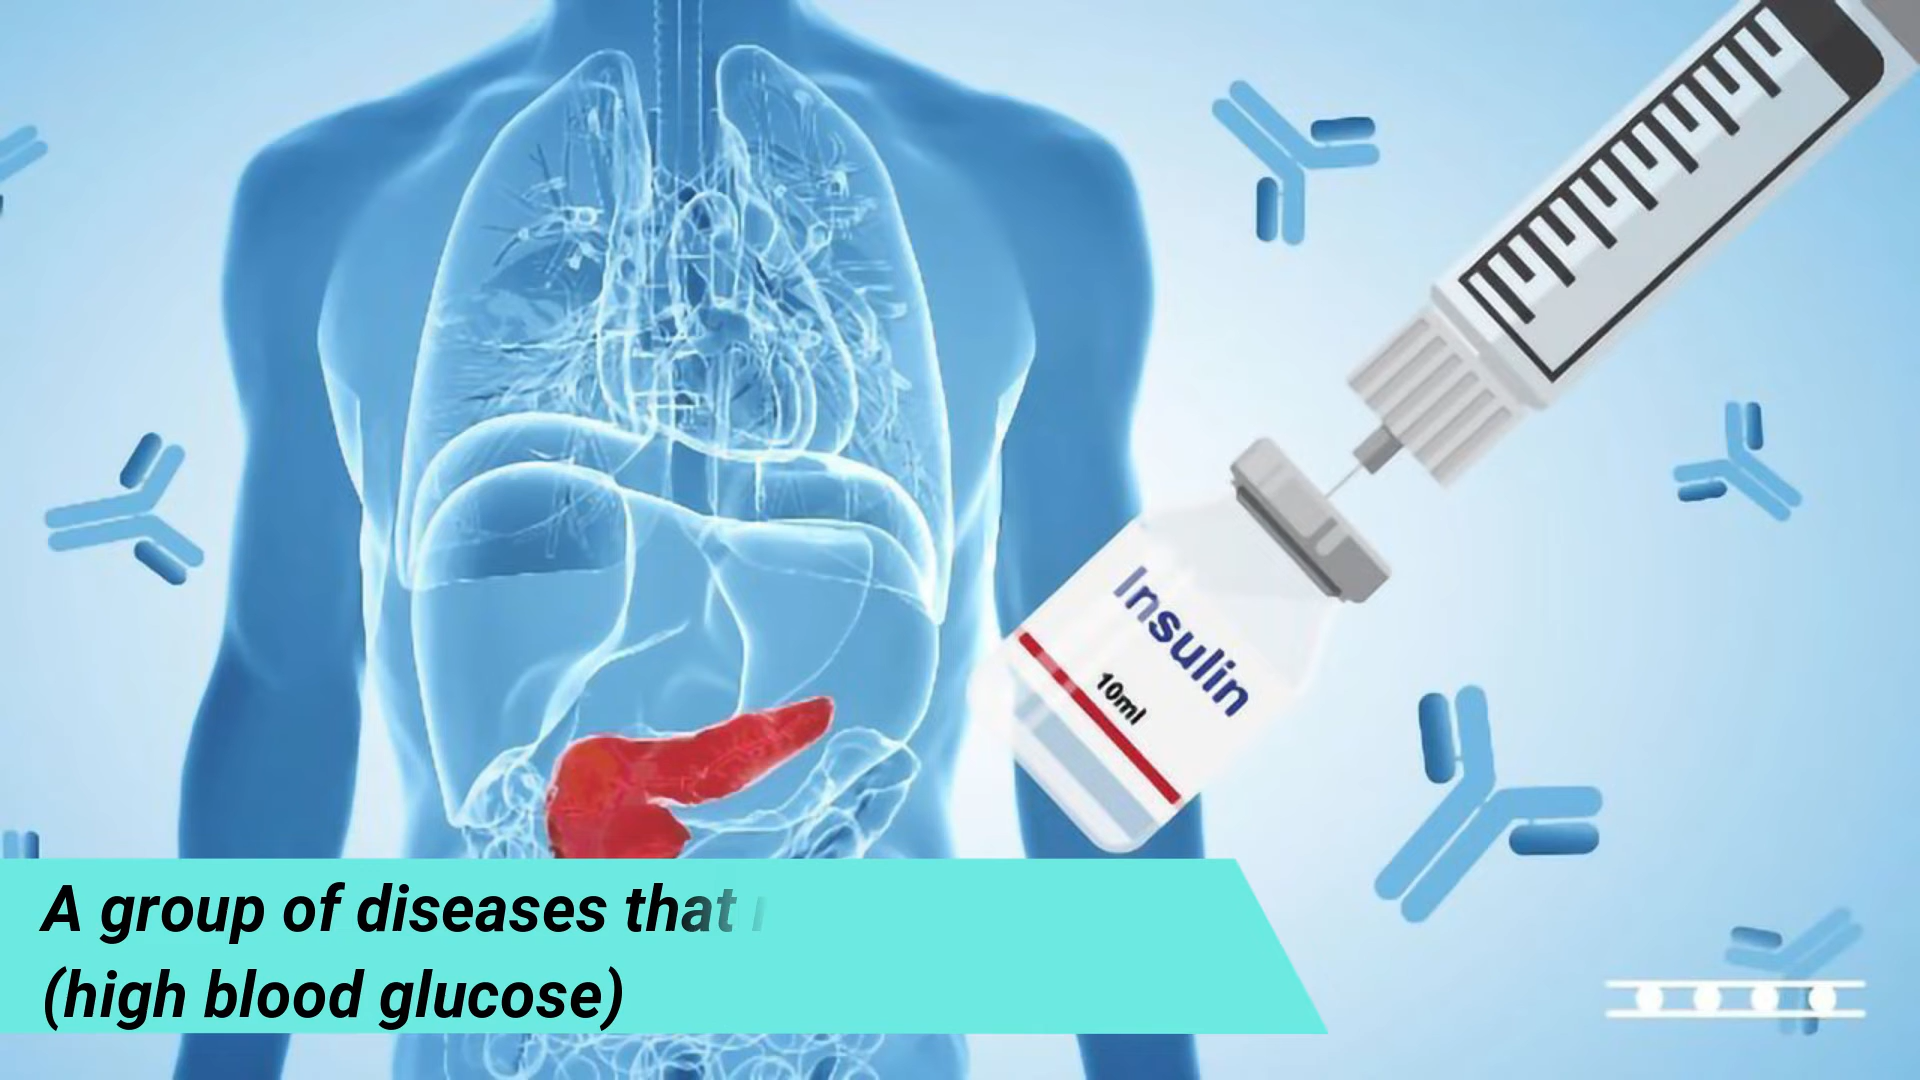 Insulin
10ml
A group of diseases that
(high blood glucose)